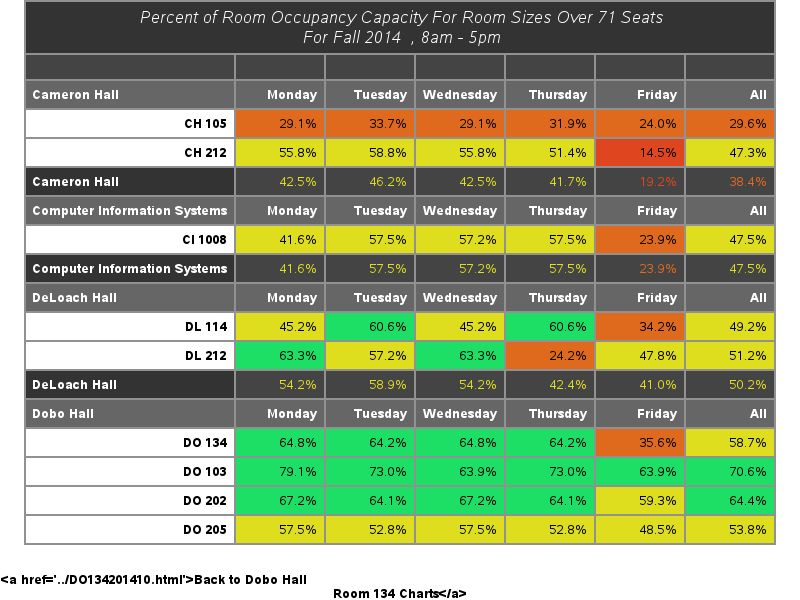 Percent of Room Occupancy Capacity For Room Sizes Over 71 Seats
For Fall 2014 , 8am - 5pm
Cameron Hall Monday Tuesday Wednesday Thursday Friday All
CH 105 29.1% 33.7% 29.1% 31.9% 24.0% 29.6%
CH 212 55.8% 58.8% 55.8% 51.4% 14.5% 47.3%
Cameron Hall 42.5% 46.2% 42.5% 41.7% 19.2% 38.4%
Computer Information Systems Monday Tuesday Wednesday Thursday Friday All
CI 1008 41.6% 57.5% 57.2% 57.5% 23.9% 47.5%
Computer Information Systems 41.6% 57.5% 57.2% 57.5% 23.9% 47.5%
DeLoach Hall Monday Tuesday Wednesday Thursday Friday All
DL 114 45.2% 60.6% 45.2% 60.6% 34.2% 49.2%
DL 212 63.3% 57.2% 63.3% 24.2% 47.8% 51.2%
DeLoach Hall 54.2% 58.9% 54.2% 42.4% 41.0% 50.2%
Dobo Hall Monday Tuesday Wednesday Thursday Friday All
DO 134 64.8% 64.2% 64.8% 64.2% 35.6% 58.7%
DO 103 79.1% 73.0% 63.9% 73.0% 63.9% 70.6%
DO 202 67.2% 64.1% 67.2% 64.1% 59.3% 64.4%
DO 205 57.5% 52.8% 57.5% 52.8% 48.5% 53.8%
<a href='../DO134201410.html'>Back to Dobo Hall
Room 134 Charts</a>